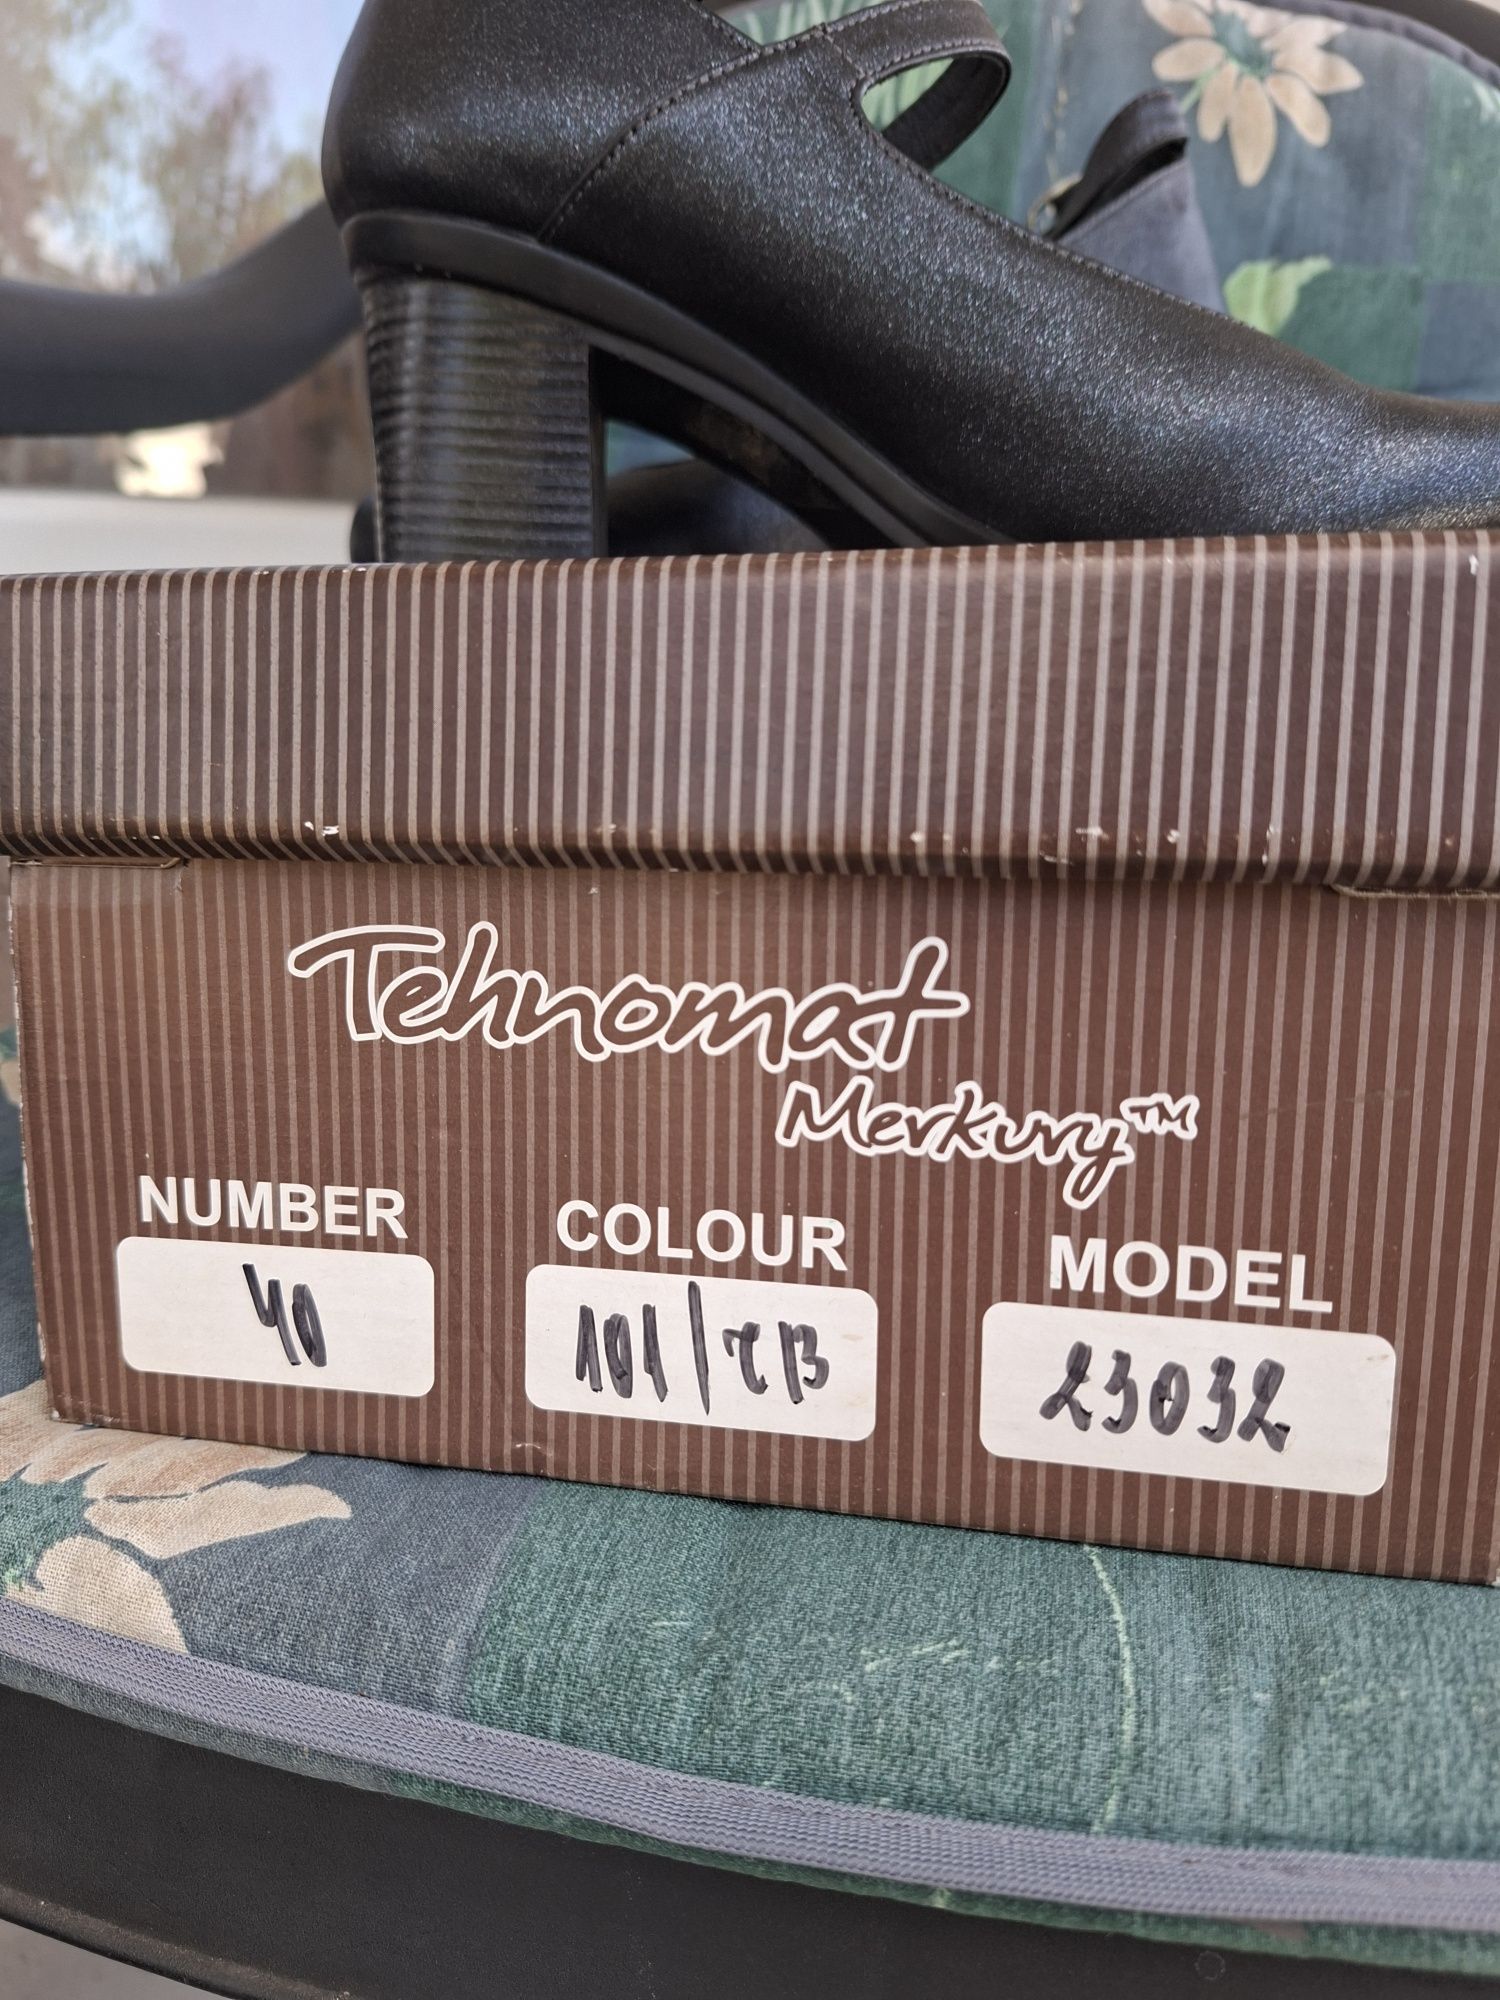 Tehnomat
Merkury™
NUMBER COLOUR MODEL
40 101/TB 23032